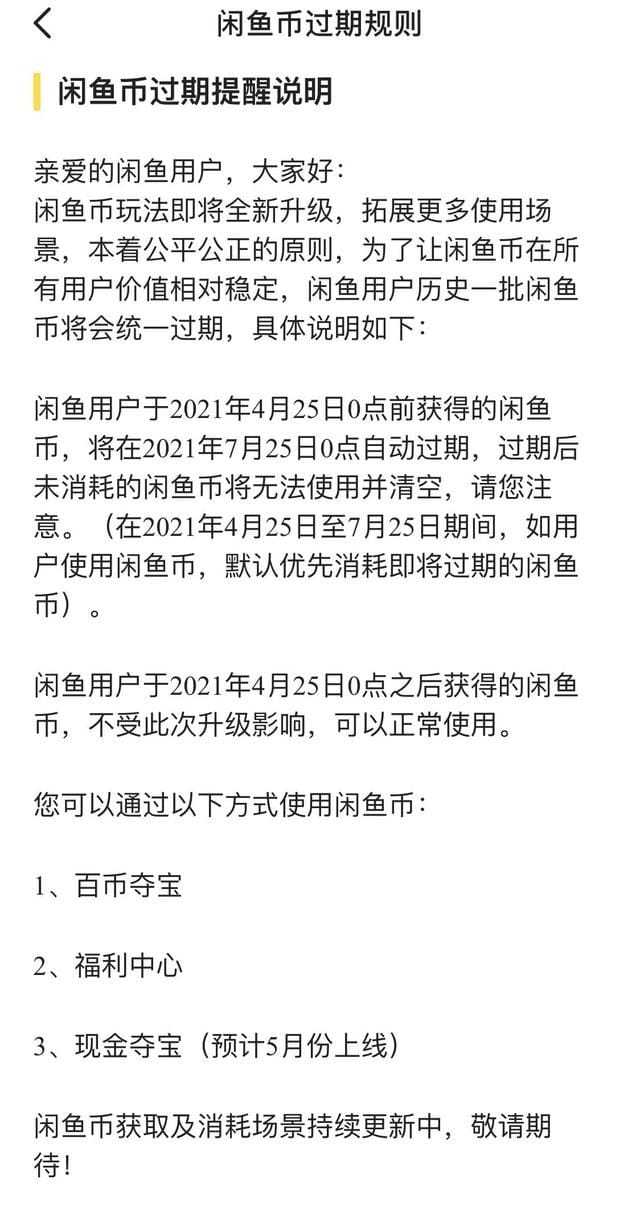 闲鱼币过期规则
闲鱼币过期提醒说明
亲爱的闲鱼用户，大家好：
闲鱼币玩法即将全新升级，拓展更多使用场
景，本着公平公正的原则，为了让闲鱼币在所
有用户价值相对稳定，闲鱼用户历史一批闲鱼
币将会统一过期，具体说明如下：
闲鱼用户于2021年4月25日0点前获得的闲鱼
币，将在2021年7月25日0点自动过期，过期后
未消耗的闲鱼币将无法使用并清空，请您注
意。（在2021年4月25日至7月25日期间，如用
户使用闲鱼币，默认优先消耗即将过期的闲鱼
币）。
闲鱼用户于2021年4月25日0点之后获得的闲鱼
币，不受此次升级影响，可以正常使用。
您可以通过以下方式使用闲鱼币：
1、百币夺宝
2、福利中心
3、现金夺宝（预计5月份上线）
闲鱼币获取及消耗场景持续更新中，敬请期
待！